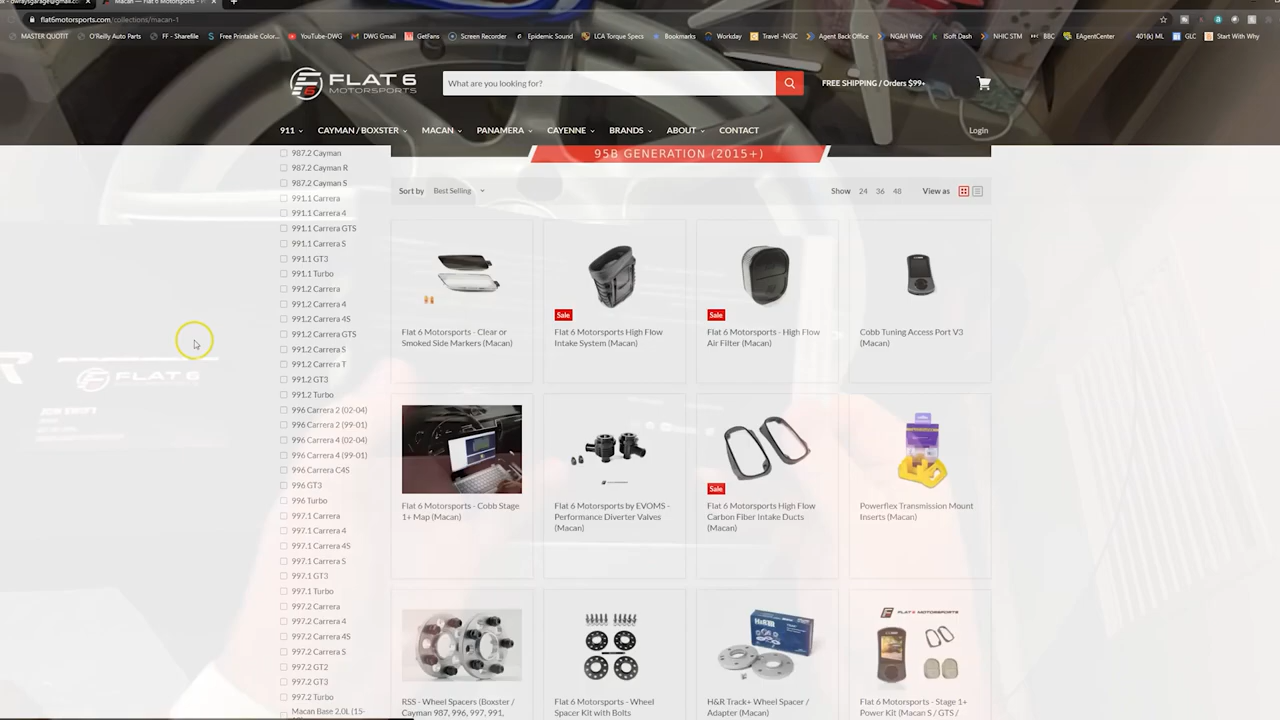 Macan — Flat 6 Motorsports
flat6motorsports.com/collections/macan-1
MASTER QUOTIT
O'Reilly Auto Parts
FF - Sharefile
Free Printable Color...
YouTube-DWG
DWG Gmail
GetFans
Screen Recorder
Epidemic Sound
LCA Torque Specs
Bookmarks
Workday
Travel -NGIC
Agent Back Office
NGAH Web
iSoft Dash
NHIC STM
BBC
EAgentCenter
401(k) ML
GLC
Start With Why
FLAT 6
MOTORSPORTS
What are you looking for?
FREE SHIPPING / Orders $99+
911
CAYMAN / BOXSTER
MACAN
PANAMERA
CAYENNE
BRANDS
ABOUT
CONTACT
Login
987.2 Cayman
987.2 Cayman R
987.2 Cayman S
991.1 Carrera
991.1 Carrera 4
991.1 Carrera GTS
991.1 Carrera S
991.1 GT3
991.1 Turbo
991.2 Carrera
991.2 Carrera 4
991.2 Carrera 4S
991.2 Carrera GTS
991.2 Carrera S
991.2 Carrera T
991.2 GT3
991.2 Turbo
996 Carrera 2 (02-04)
996 Carrera 2 (99-01)
996 Carrera 4 (02-04)
996 Carrera 4 (99-01)
996 Carrera C4S
996 GT3
996 Turbo
997.1 Carrera
997.1 Carrera 4
997.1 Carrera 4S
997.1 Carrera S
997.1 GT3
997.1 Turbo
997.2 Carrera
997.2 Carrera 4
997.2 Carrera 4S
997.2 Carrera S
997.2 GT2
997.2 GT3
997.2 Turbo
Macan Base 2.0L (15-
95B GENERATION (2015+)
Sort by
Best Selling
Show
24
36
48
View as
Flat 6 Motorsports - Clear or
Smoked Side Markers (Macan)
Sale
Flat 6 Motorsports High Flow
Intake System (Macan)
Sale
Flat 6 Motorsports - High Flow
Air Filter (Macan)
Cobb Tuning Access Port V3
(Macan)
Flat 6 Motorsports - Cobb Stage
1+ Map (Macan)
Flat 6 Motorsports by EVOMS -
Performance Diverter Valves
(Macan)
Sale
Flat 6 Motorsports High Flow
Carbon Fiber Intake Ducts
(Macan)
Powerflex Transmission Mount
Inserts (Macan)
RSS - Wheel Spacers (Boxster /
Cayman 987, 996, 997, 991,
Flat 6 Motorsports - Wheel
Spacer Kit with Bolts
H&R
H&R Track+ Wheel Spacer /
Adapter (Macan)
FLAT 6 MOTORSPORTS
Flat 6 Motorsports - Stage 1+
Power Kit (Macan S / GTS /
R
FLAT 6